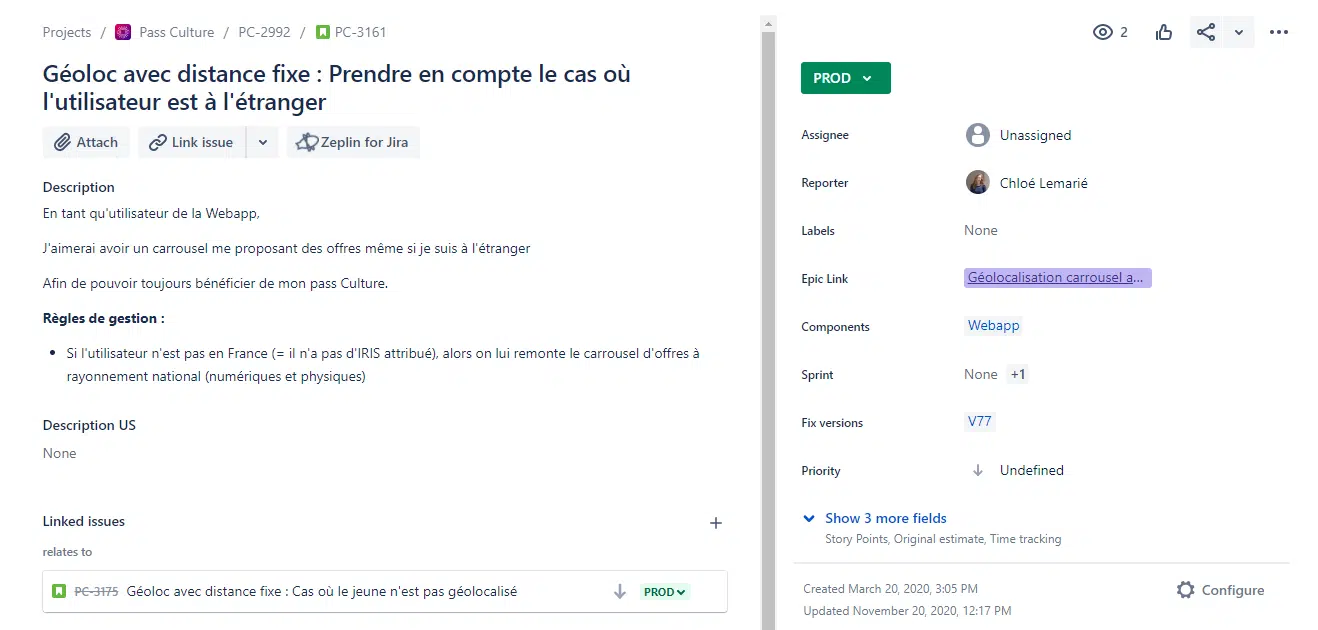 Projects / Pass Culture / PC-2992 / PC-3161
Géoloc avec distance fixe : Prendre en compte le cas où
l'utilisateur est à l'étranger
Attach Link issue Zeplin for Jira
Description
En tant qu'utilisateur de la Webapp,
J'aimerai avoir un carrousel me proposant des offres même si je suis à l'étranger
Afin de pouvoir toujours bénéficier de mon pass Culture.
Règles de gestion :
• Si l'utilisateur n'est pas en France (= il n'a pas d'IRIS attribué), alors on lui remonte le carrousel d'offres à
rayonnement national (numériques et physiques)
Description US
None
Linked issues
relates to
PC-3175 Géoloc avec distance fixe : Cas où le jeune n'est pas géolocalisé PROD
2
PROD
Assignee Unassigned
Reporter Chloé Lemarié
Labels None
Epic Link Géolocalisation carrousel a...
Components Webapp
Sprint None +1
Fix versions V77
Priority Undefined
Show 3 more fields
Story Points, Original estimate, Time tracking
Created March 20, 2020, 3:05 PM
Configure
Updated November 20, 2020, 12:17 PM